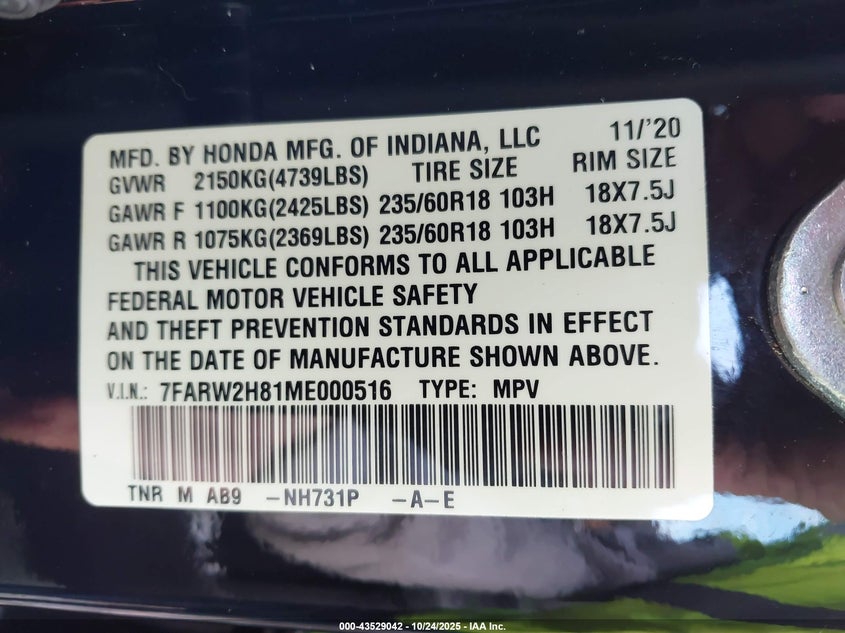 MFD. BY HONDA MFG. OF INDIANA, LLC 11/'20
GVWR 2150KG(4739LBS) TIRE SIZE RIM SIZE
GAWR F 1100KG(2425LBS) 235/60R18 103H 18X7.5J
GAWR R 1075KG(2369LBS) 235/60R18 103H 18X7.5J
THIS VEHICLE CONFORMS TO ALL APPLICABLE
FEDERAL MOTOR VEHICLE SAFETY
AND THEFT PREVENTION STANDARDS IN EFFECT
ON THE DATE OF MANUFACTURE SHOWN ABOVE.
V.I.N.: 7FARW2H81ME000516 TYPE: MPV
TNR M AB9 -NH731P -A-E
000-43529042 - 10/24/2025 - IAA Inc.